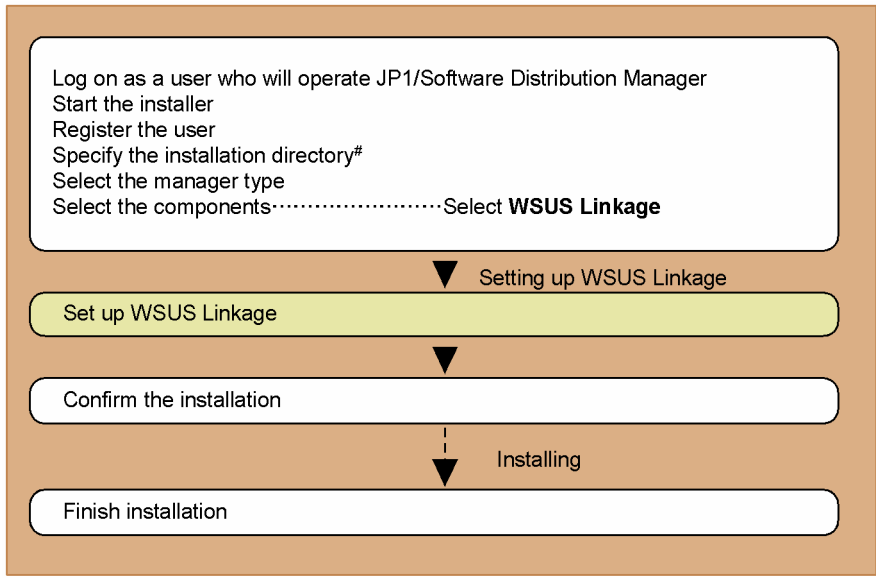 Log on as a user who will operate JP1/Software Distribution Manager
Start the installer
Register the user
Specify the installation directory#
Select the manager type
Select the components························Select WSUS Linkage
Setting up WSUS Linkage
Set up WSUS Linkage
Confirm the installation
Installing
Finish installation